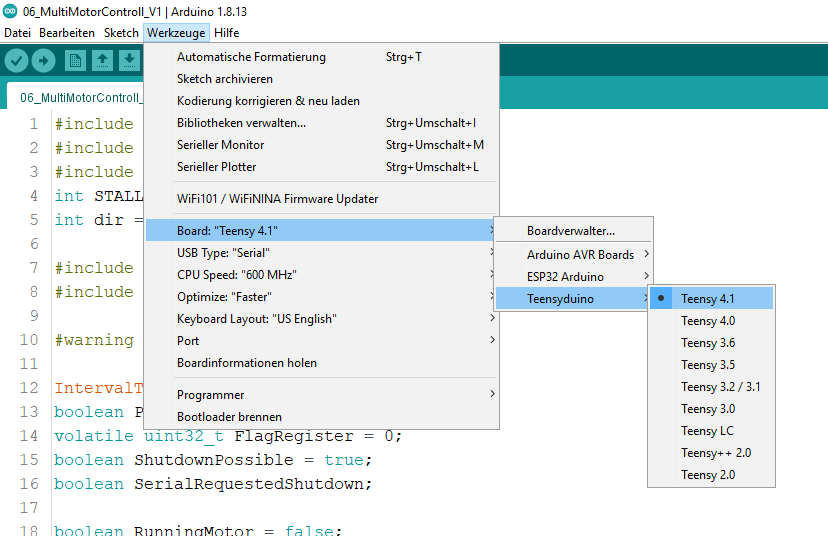 06_MultiMotorControll_V1 | Arduino 1.8.13
Datei Bearbeiten Sketch Werkzeuge Hilfe
06_MultiMotorControll_
Automatische Formatierung Strg+T
Sketch archivieren
Kodierung korrigieren & neu laden
Bibliotheken verwalten... Strg+Umschalt+I
Serieller Monitor Strg+Umschalt+M
Serieller Plotter Strg+Umschalt+L
WiFi101 / WiFiNINA Firmware Updater
Board: "Teensy 4.1"
USB Type: "Serial"
CPU Speed: "600 MHz"
Optimize: "Faster"
Keyboard Layout: "US English"
Port
Boardinformationen holen
Programmer
Bootloader brennen
Boardverwalter...
Arduino AVR Boards
ESP32 Arduino
Teensyduino
Teensy 4.1
Teensy 4.0
Teensy 3.6
Teensy 3.5
Teensy 3.2 / 3.1
Teensy 3.0
Teensy LC
Teensy++ 2.0
Teensy 2.0
1 #include
2 #include
3 #include
4 int STALL
5 int dir =
6
7 #include
8 #include
9
10 #warning
11
12 IntervalT
13 boolean P
14 volatile uint32_t FlagRegister = 0;
15 boolean ShutdownPossible = true;
16 boolean SerialRequestedShutdown;
17
18 boolean RunningMotor = false;